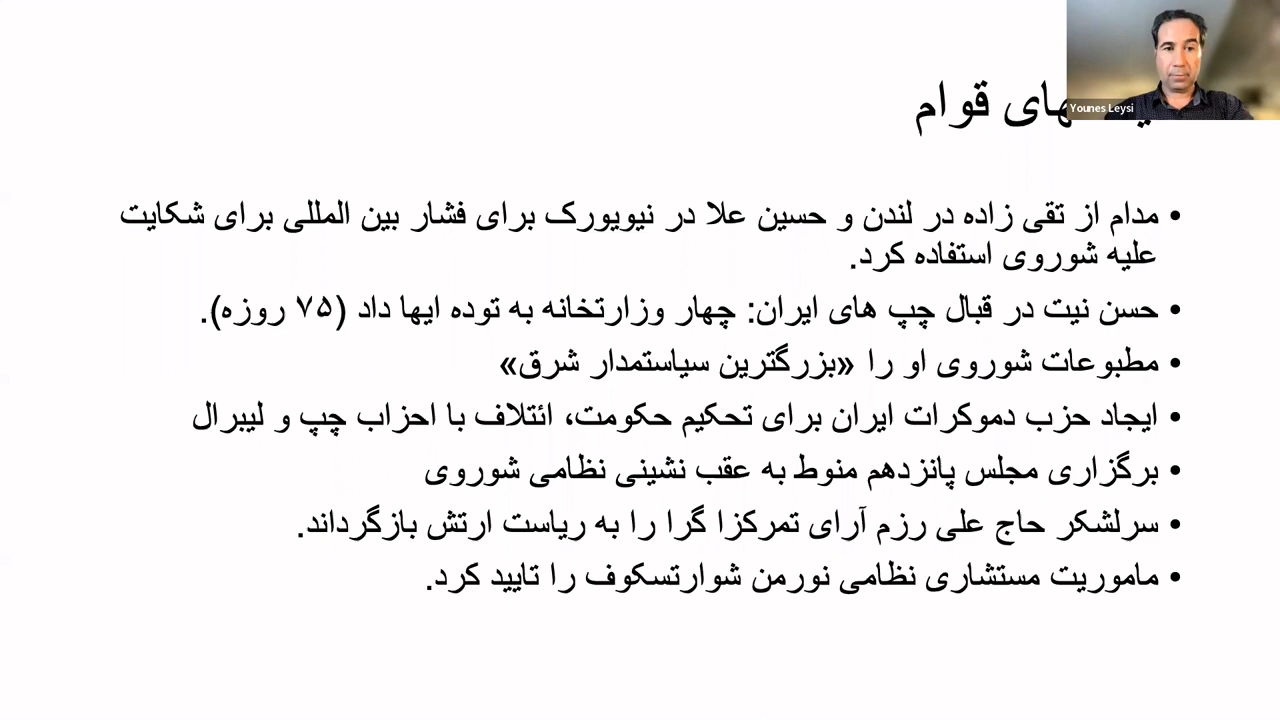 قوام
Younes Leysi
• مدام از تقی زاده در لندن و حسین علا در نیویورک برای فشار بین المللی برای شکایت
علیه شوروی استفاده کرد.
• حسن نیت در قبال چپ های ایران: چهار وزارتخانه به توده ایها داد (۷۵ روزه).
• مطبوعات شوروی او را «بزرگترین سیاستمدار شرق»
• ایجاد حزب دموکرات ایران برای تحکیم حکومت، ائتلاف با احزاب چپ و لیبرال
• برگزاری مجلس پانزدهم منوط به عقب نشینی نظامی شوروی
• سرلشکر حاج علی رزم آرای تمرکزا گرا را به ریاست ارتش بازگرداند.
• ماموریت مستشاری نظامی نورمن شوارتسکوف را تایید کرد.